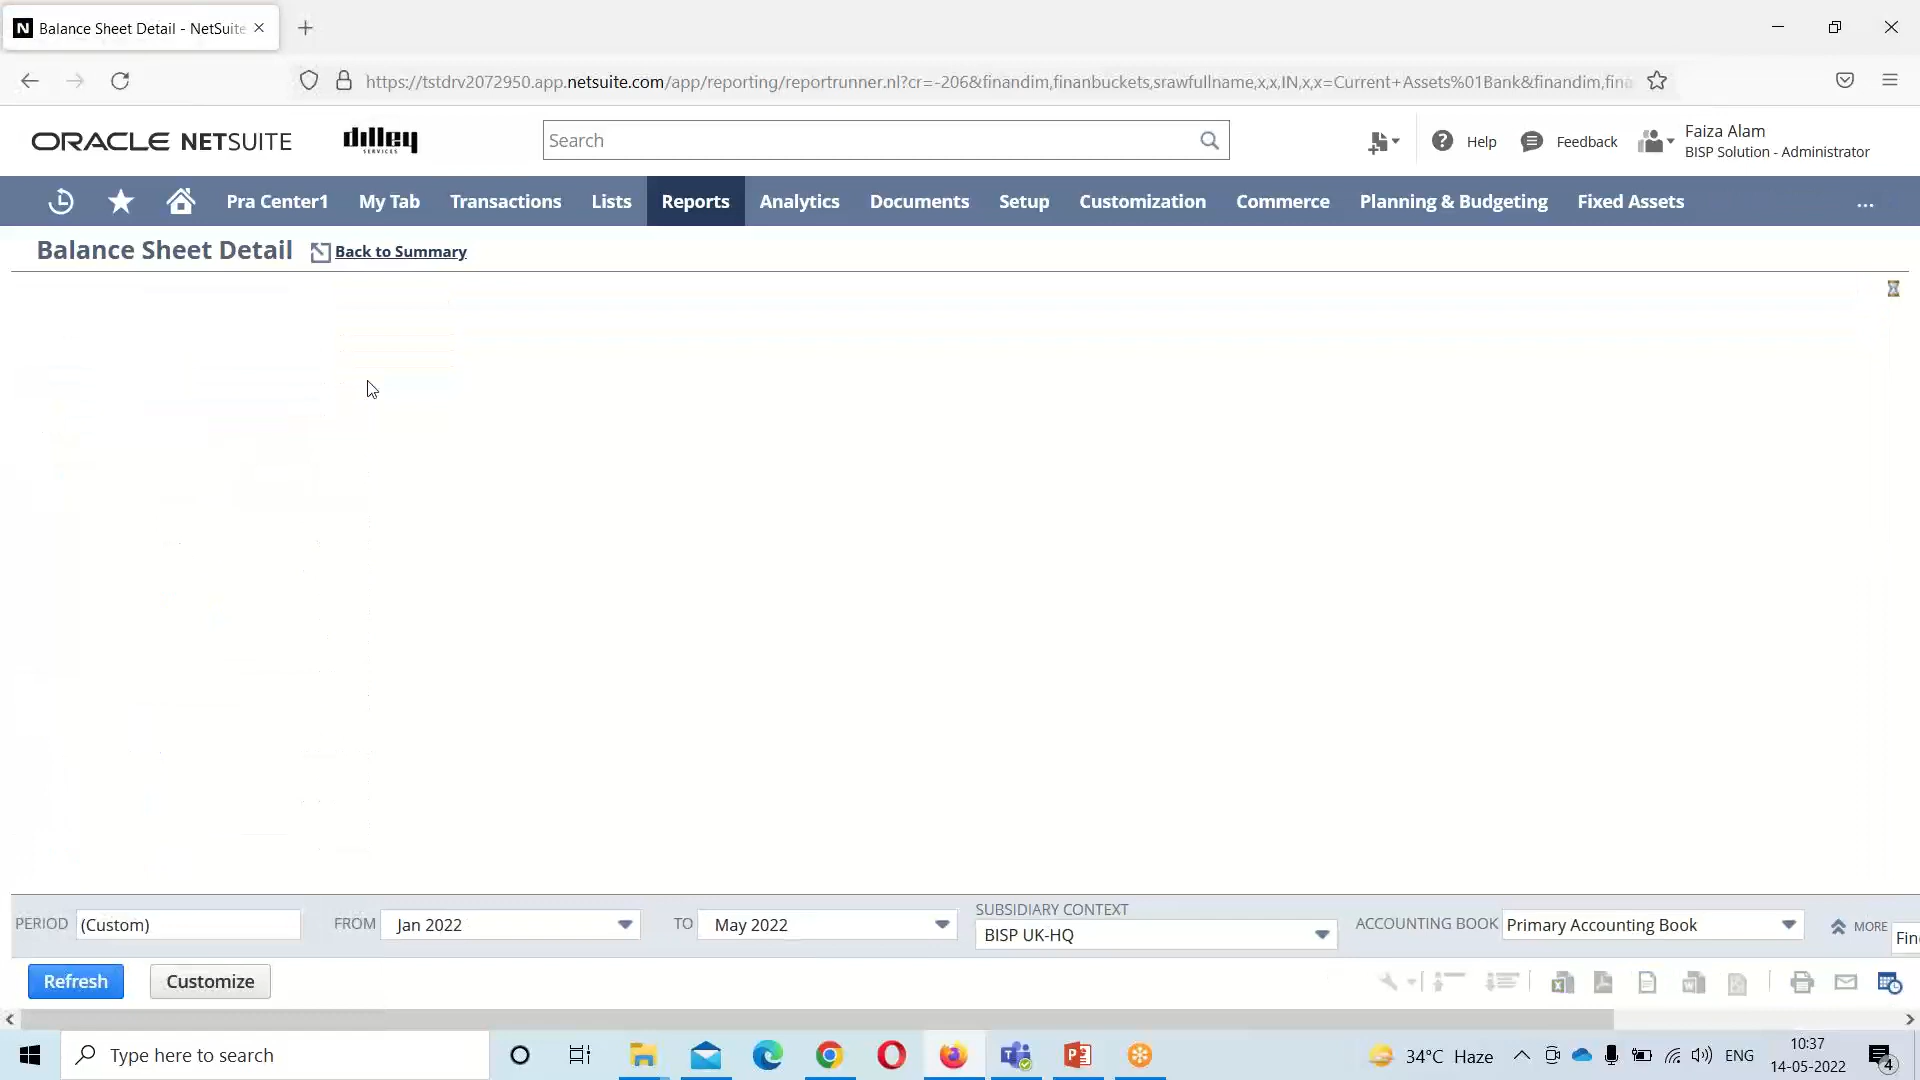 N Balance Sheet Detail - NetSuite
https://tstdrv2072950.app.netsuite.com/app/reporting/reportrunner.nl?cr=-206&finandim,finanbuckets,srawfullname,x,x,IN,x,x=Current+Assets%01Bank&finandim,fina
ORACLE NETSUITE
dilley
SERVICES
Search
Help
Feedback
Faiza Alam
BISP Solution - Administrator
Pra Center1 My Tab Transactions Lists Reports Analytics Documents Setup Customization Commerce Planning & Budgeting Fixed Assets ...
Balance Sheet Detail Back to Summary
PERIOD (Custom) FROM Jan 2022 TO May 2022
SUBSIDIARY CONTEXT
BISP UK-HQ
ACCOUNTING BOOK Primary Accounting Book MORE Fin
Refresh Customize
Type here to search
34°C Haze
ENG
10:37
14-05-2022
4